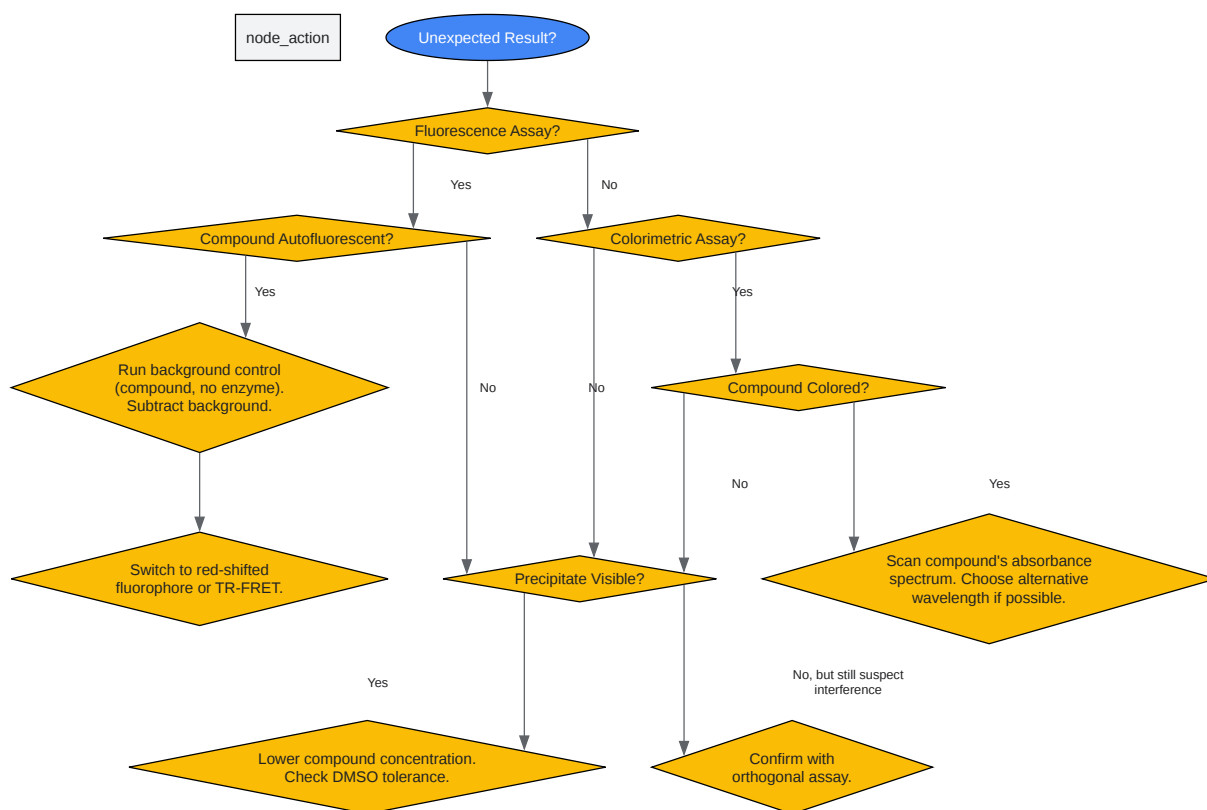 node_action
Unexpected Result?
Fluorescence Assay?
Yes
No
Compound Autofluorescent?
Colorimetric Assay?
Yes
Yes
Run background control
(compound, no enzyme).
Subtract background.
No
No
Compound Colored?
No
Yes
Switch to red-shifted
fluorophore or TR-FRET.
Precipitate Visible?
Scan compound's absorbance
spectrum. Choose alternative
wavelength if possible.
Yes
No, but still suspect
interference
Lower compound concentration.
Check DMSO tolerance.
Confirm with
orthogonal assay.